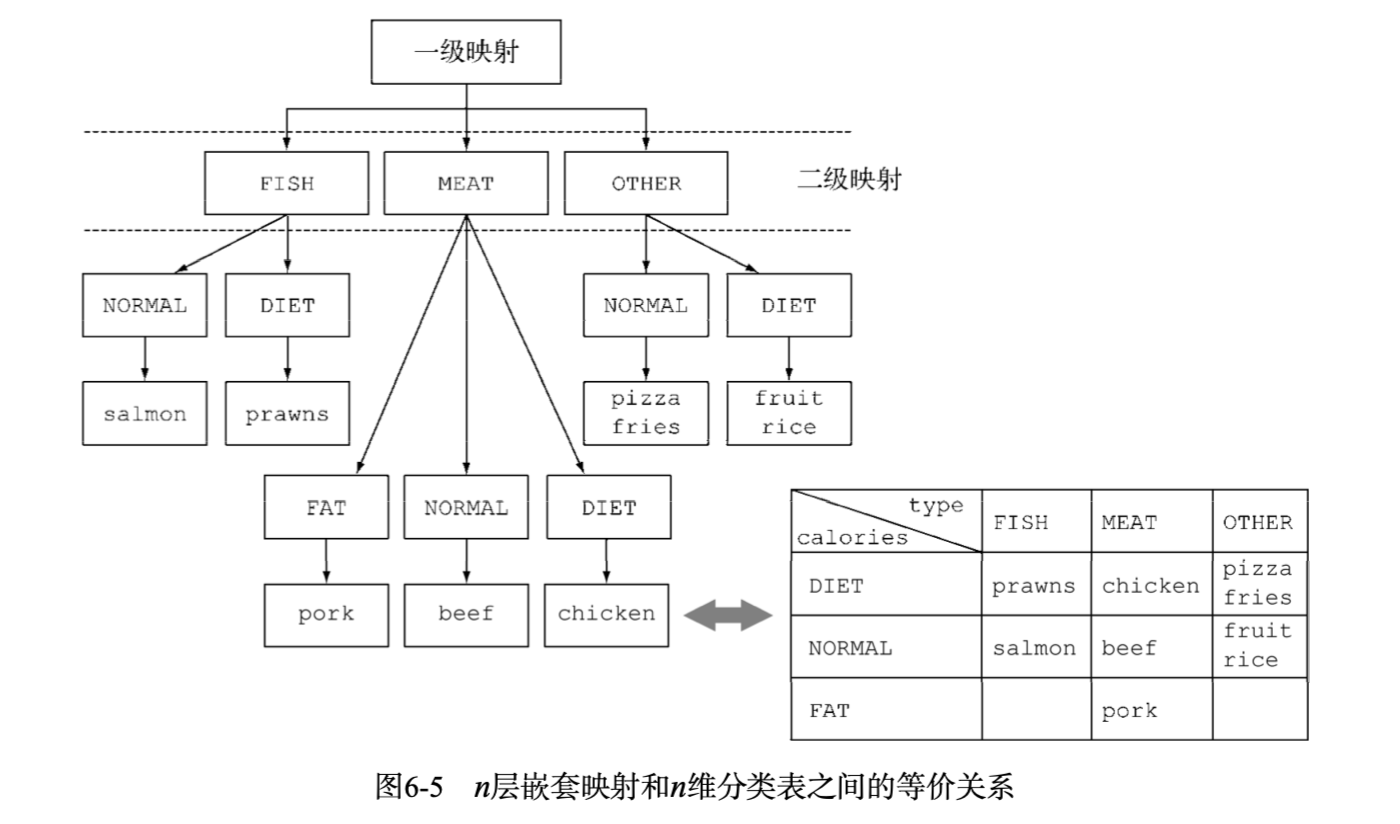 一级映射
FISH
MEAT
OTHER
二级映射
NORMAL
DIET
NORMAL
DIET
salmon
prawns
pizza
fries
fruit
rice
FAT
NORMAL
DIET
pork
beef
chicken
type
calories
FISH
MEAT
OTHER
DIET
prawns
chicken
pizza
fries
NORMAL
salmon
beef
fruit
rice
FAT
pork
图6-5 n层嵌套映射和n维分类表之间的等价关系